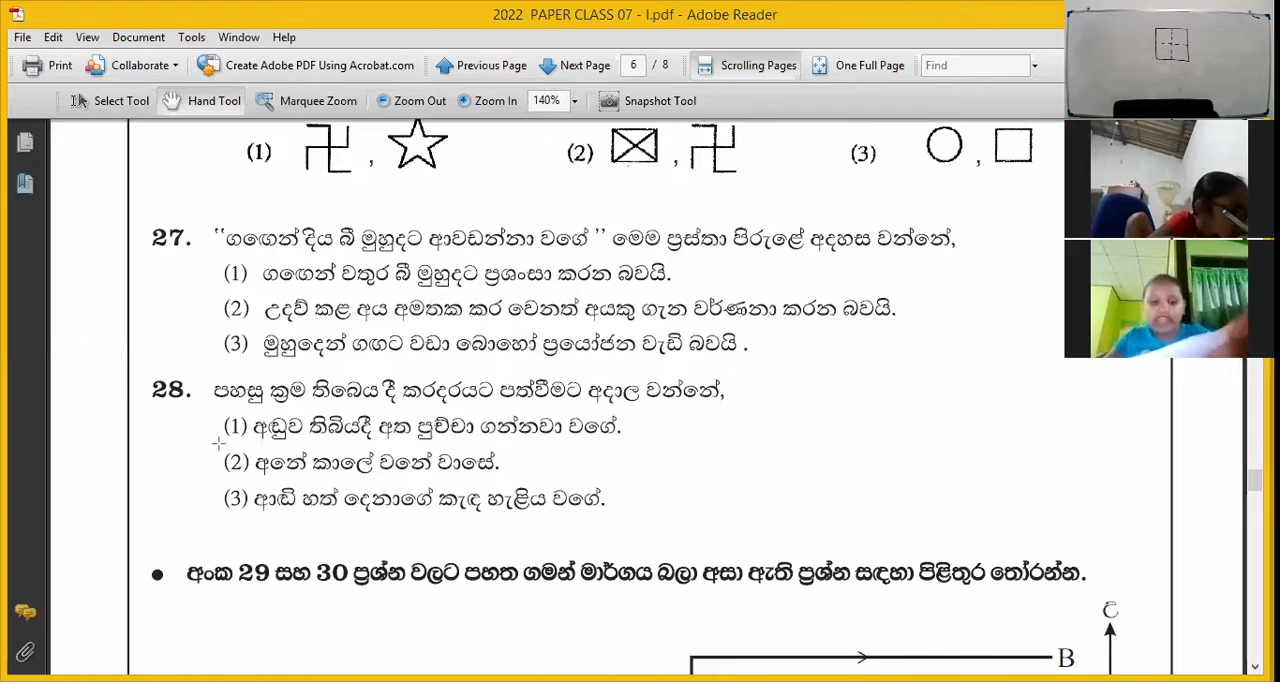 2022 PAPER CLASS 07 - I.pdf - Adobe Reader
File Edit View Document Tools Window Help
Print Collaborate Create Adobe PDF Using Acrobat.com Previous Page Next Page 6 / 8 Scrolling Pages One Full Page Find
Select Tool Hand Tool Marquee Zoom Zoom Out Zoom In 140% Snapshot Tool
(1) , (2) , (3) ,
27. “ගඟෙන් දිය බී මුහුදට ආවඩන්නා වගේ ” මෙම ප්‍රස්තා පිරුළේ අදහස වන්නේ,
(1) ගඟෙන් වතුර බී මුහුදට ප්‍රශංසා කරන බවයි.
(2) උදව් කළ අය අමතක කර වෙනත් අයකු ගැන වර්ණනා කරන බවයි.
(3) මුහුදෙන් ගඟට වඩා බොහෝ ප්‍රයෝජන වැඩි බවයි .
28. පහසු ක්‍රම තිබෙය දී කරදරයට පත්වීමට අදාල වන්නේ,
(1) අඬුව තිබියදී අත පුච්චා ගන්නවා වගේ.
(2) අනේ කාලේ වනේ වාසේ.
(3) ආඬි හත් දෙනාගේ කැඳ හැළිය වගේ.
• අංක 29 සහ 30 ප්‍රශ්න වලට පහත ගමන් මාර්ගය බලා අසා ඇති ප්‍රශ්න සඳහා පිළිතුර තෝරන්න.
B